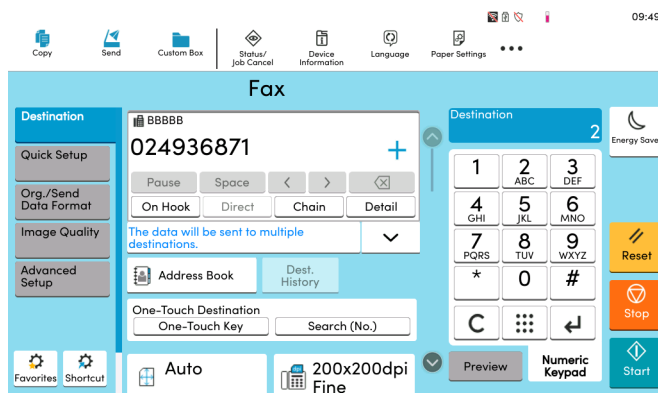 09:49
Copy
Send
Custom Box
Status/
Job Cancel
Device
Information
Language
Paper Settings
Fax
Destination
Quick Setup
Org./Send
Data Format
Image Quality
Advanced
Setup
Favorites
Shortcut
BBBBB
024936871
Pause
Space
On Hook
Direct
Chain
Detail
The data will be sent to multiple
destinations.
Address Book
Dest.
History
One-Touch Destination
One-Touch Key
Search (No.)
Auto
200x200dpi
Fine
Destination
2
1
2
ABC
3
DEF
4
GHI
5
JKL
6
MNO
7
PQRS
8
TUV
9
WXYZ
*
0
#
C
Preview
Numeric
Keypad
Energy Save
Reset
Stop
Start